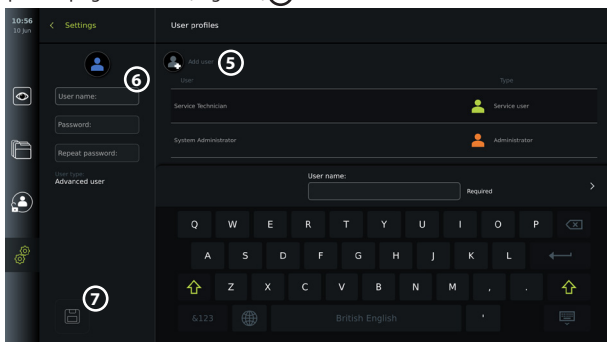 10:56
10 Jun
Settings
User profiles
5
Add user
6
User
Type
User name:
Service Technician
Service user
Password:
System Administrator
Administrator
Repeat password:
User type:
Advanced user
User name:
Required
Q W E R T Y U I O P
A S D F G H J K L
Z X C V B N M , .
7
&123
British English
'